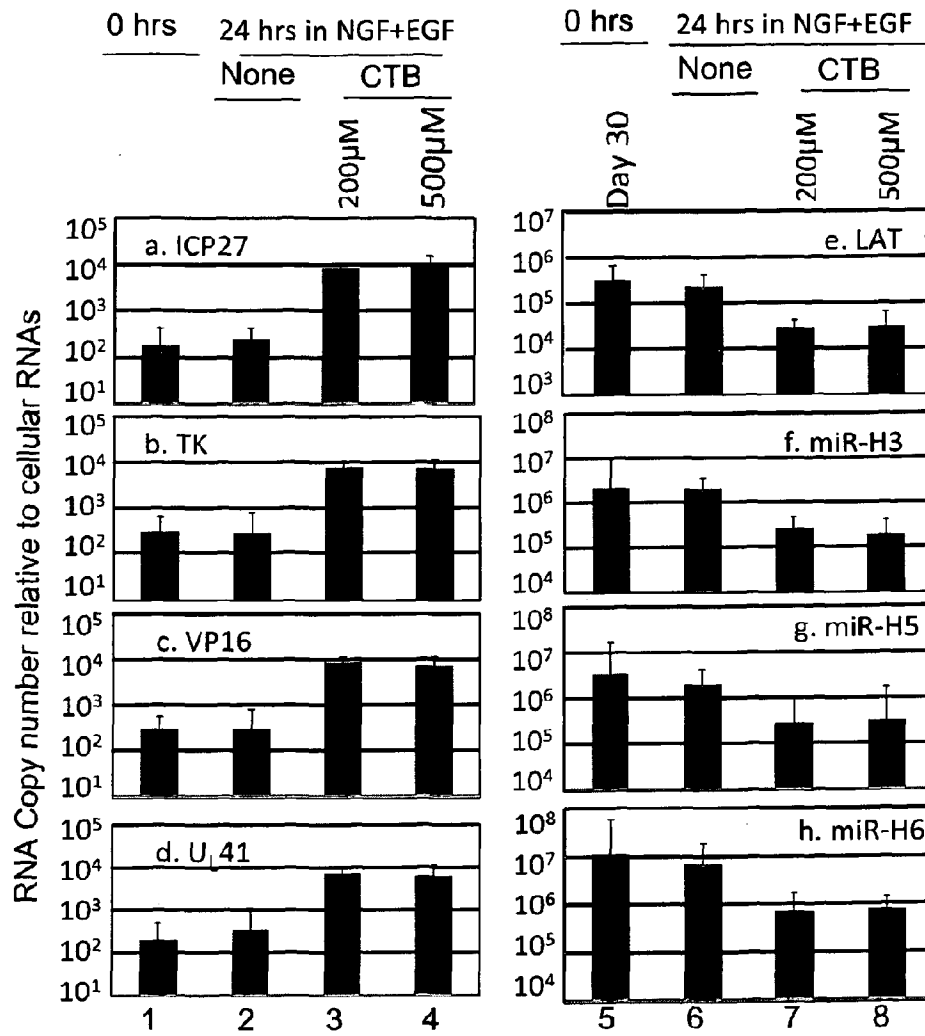 0 hrs
24 hrs in NGF+EGF
None
CTB
200µM
500µM
0 hrs
24 hrs in NGF+EGF
Day 30
None
CTB
200µM
500µM
RNA Copy number relative to cellular RNAs
a. ICP27
10⁵
10⁴
10³
10²
10¹
b. TK
10⁵
10⁴
10³
10²
10¹
c. VP16
10⁵
10⁴
10³
10²
10¹
d. U_L41
10⁵
10⁴
10³
10²
10¹
1 2 3 4
e. LAT
10⁷
10⁶
10⁵
10⁴
10³
f. miR-H3
10⁸
10⁷
10⁶
10⁵
10⁴
g. miR-H5
10⁸
10⁷
10⁶
10⁵
10⁴
h. miR-H6
10⁸
10⁷
10⁶
10⁵
10⁴
5 6 7 8